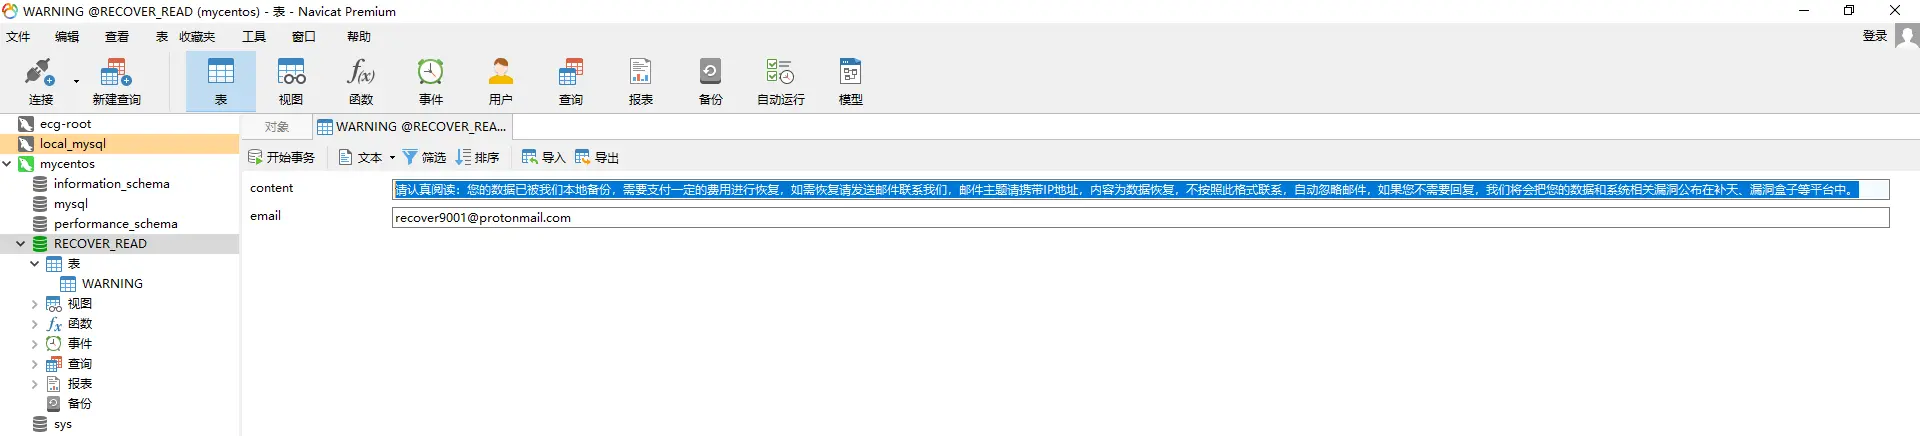 WARNING @RECOVER_READ (mycentos) - 表 - Navicat Premium
文件 编辑 查看 表 收藏夹 工具 窗口 帮助 登录
连接 新建查询 表 视图 函数 事件 用户 查询 报表 备份 自动运行 模型
ecg-root
local_mysql
mycentos
information_schema
mysql
performance_schema
RECOVER_READ
表
WARNING
视图
函数
事件
查询
报表
备份
sys
对象 WARNING @RECOVER_REA...
开始事务 文本 筛选 排序 导入 导出
content 请认真阅读：您的数据已被我们本地备份，需要支付一定的费用进行恢复，如需恢复请发送邮件联系我们，邮件主题请携带IP地址，内容为数据恢复，不按照此格式联系，自动忽略邮件，如果您不需要回复，我们将会把您的数据和系统相关漏洞公布在补天、漏洞盒子等平台中。
email recover9001@protonmail.com